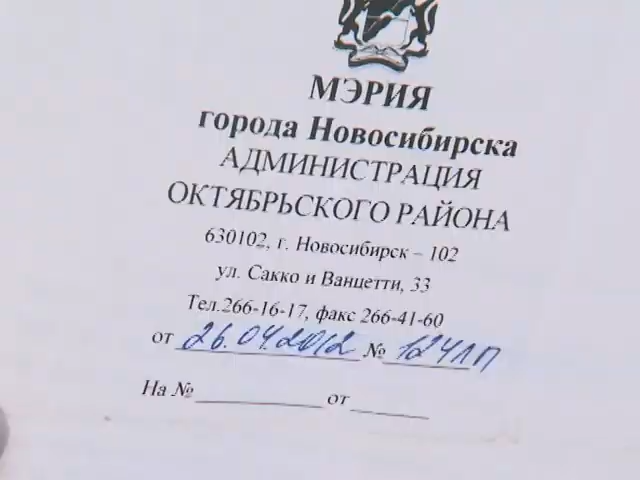 МЭРИЯ
города Новосибирска
АДМИНИСТРАЦИЯ
ОКТЯБРЬСКОГО РАЙОНА
630102, г. Новосибирск – 102
ул. Сакко и Ванцетти, 33
Тел.266-16-17, факс 266-41-60
от 26.04.2012 № 1241П
На № от